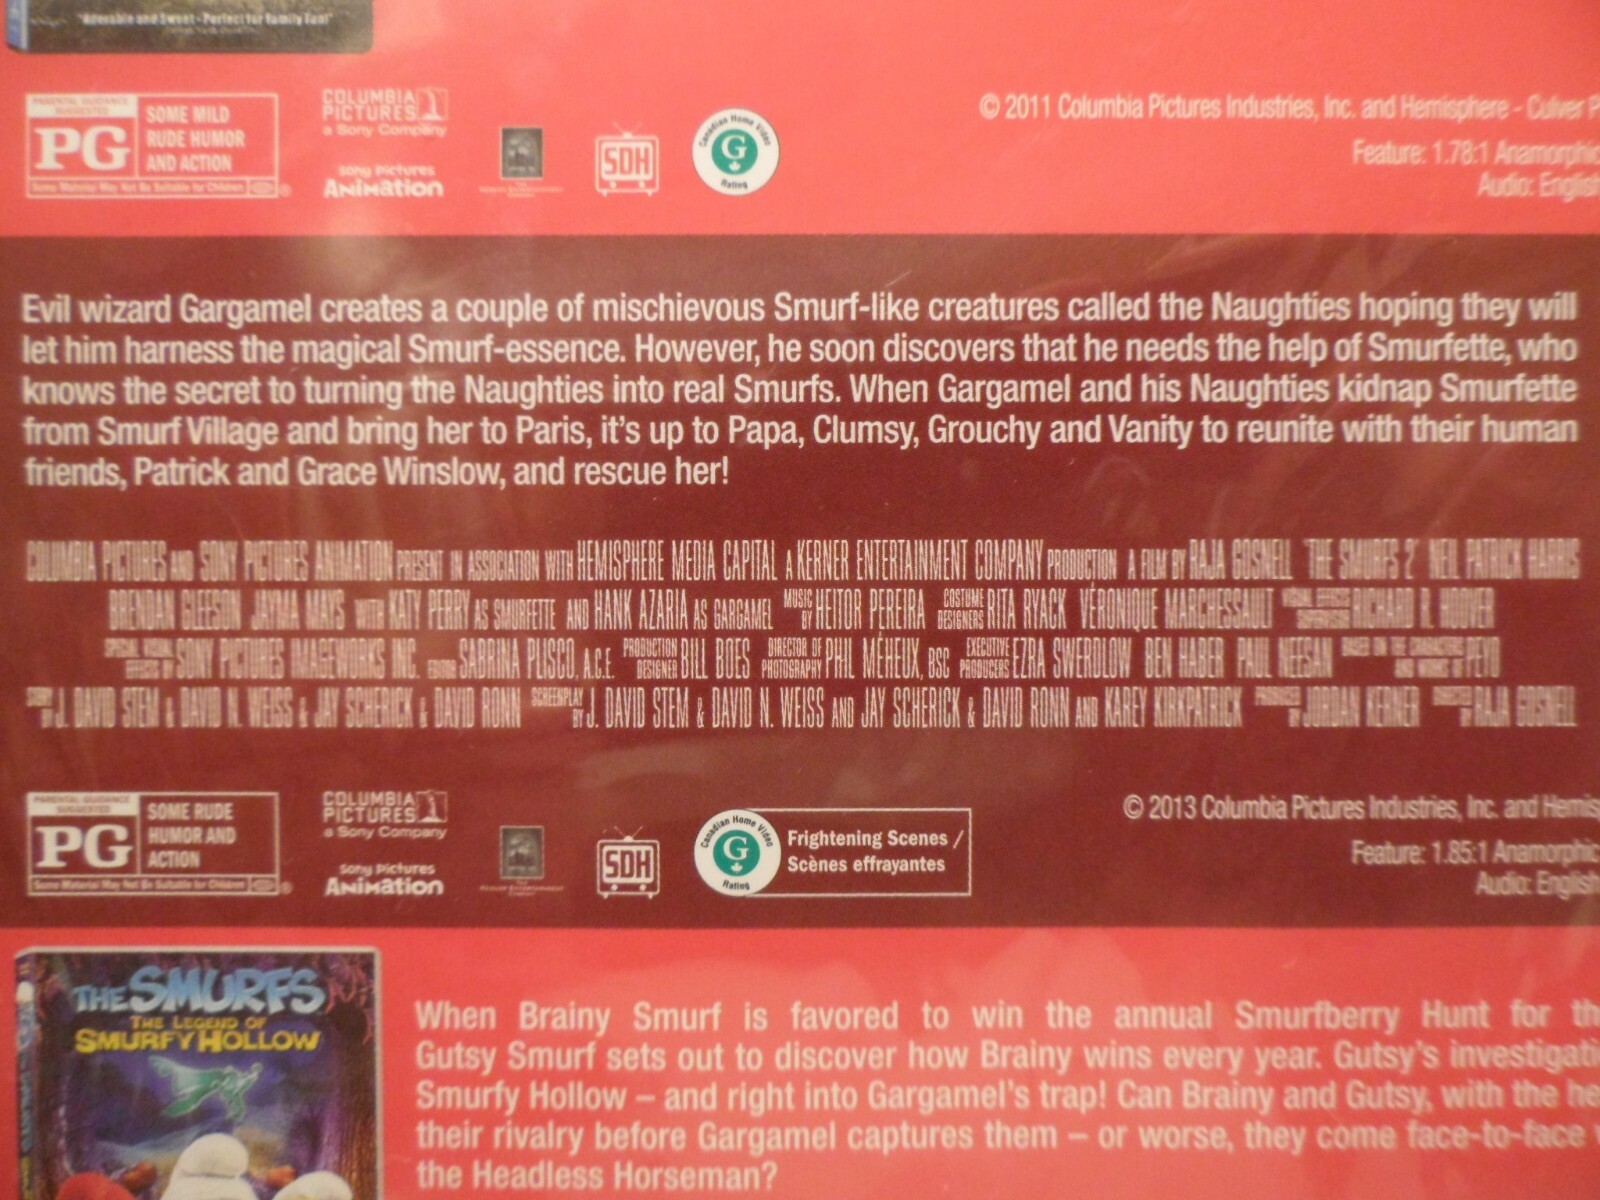 "Adorable and Sweet - Perfect for Family Fun!"
PARENTAL GUIDANCE SUGGESTED
PG
SOME MILD
RUDE HUMOR
AND ACTION
Some Material May Not Be Suitable for Children
COLUMBIA
PICTURES
a Sony Company
Sony Pictures
Animation
SDH
Canadian Home Video
G
Rating
© 2011 Columbia Pictures Industries, Inc. and Hemisphere - Culver P
Feature: 1.78:1 Anamorphic
Audio: English
Evil wizard Gargamel creates a couple of mischievous Smurf-like creatures called the Naughties hoping they will
let him harness the magical Smurf-essence. However, he soon discovers that he needs the help of Smurfette, who
knows the secret to turning the Naughties into real Smurfs. When Gargamel and his Naughties kidnap Smurfette
from Smurf Village and bring her to Paris, it's up to Papa, Clumsy, Grouchy and Vanity to reunite with their human
friends, Patrick and Grace Winslow, and rescue her!
COLUMBIA PICTURES AND SONY PICTURES ANIMATION PRESENT IN ASSOCIATION WITH HEMISPHERE MEDIA CAPITAL A KERNER ENTERTAINMENT COMPANY PRODUCTION A FILM BY RAJA GOSNELL "THE SMURFS 2" NEIL PATRICK HARRIS
BRENDAN GLEESON JAYMA MAYS WITH KATY PERRY AS SMURFETTE AND HANK AZARIA AS GARGAMEL MUSIC BY HEITOR PEREIRA COSTUME DESIGNERS RITA RYACK VÉRONIQUE MARCHESSAULT VISUAL EFFECTS SUPERVISOR RICHARD R. HOOVER
SPECIAL VISUAL EFFECTS BY SONY PICTURES IMAGEWORKS INC. EDITOR SABRINA PLISCO, A.C.E. PRODUCTION DESIGNER BILL BOES DIRECTOR OF PHOTOGRAPHY PHIL MÉHEUX, BSC EXECUTIVE PRODUCERS EZRA SWERDLOW BEN HABER PAUL NEESAN BASED ON THE CHARACTERS AND WORKS OF PEYO
STORY BY J. DAVID STEM & DAVID N. WEISS & JAY SCHERICK & DAVID RONN SCREENPLAY BY J. DAVID STEM & DAVID N. WEISS AND JAY SCHERICK & DAVID RONN AND KAREY KIRKPATRICK PRODUCED BY JORDAN KERNER DIRECTED BY RAJA GOSNELL
PARENTAL GUIDANCE SUGGESTED
PG
SOME RUDE
HUMOR AND
ACTION
Some Material May Not Be Suitable for Children
COLUMBIA
PICTURES
a Sony Company
Sony Pictures
Animation
SDH
Canadian Home Video
G
Rating
Frightening Scenes /
Scènes effrayantes
© 2013 Columbia Pictures Industries, Inc. and Hemis
Feature: 1.85:1 Anamorphic
Audio: English
THE SMURFS
THE LEGEND OF
SMURFY HOLLOW
When Brainy Smurf is favored to win the annual Smurfberry Hunt for th
Gutsy Smurf sets out to discover how Brainy wins every year. Gutsy's investigati
Smurfy Hollow – and right into Gargamel's trap! Can Brainy and Gutsy, with the he
their rivalry before Gargamel captures them – or worse, they come face-to-face w
the Headless Horseman?